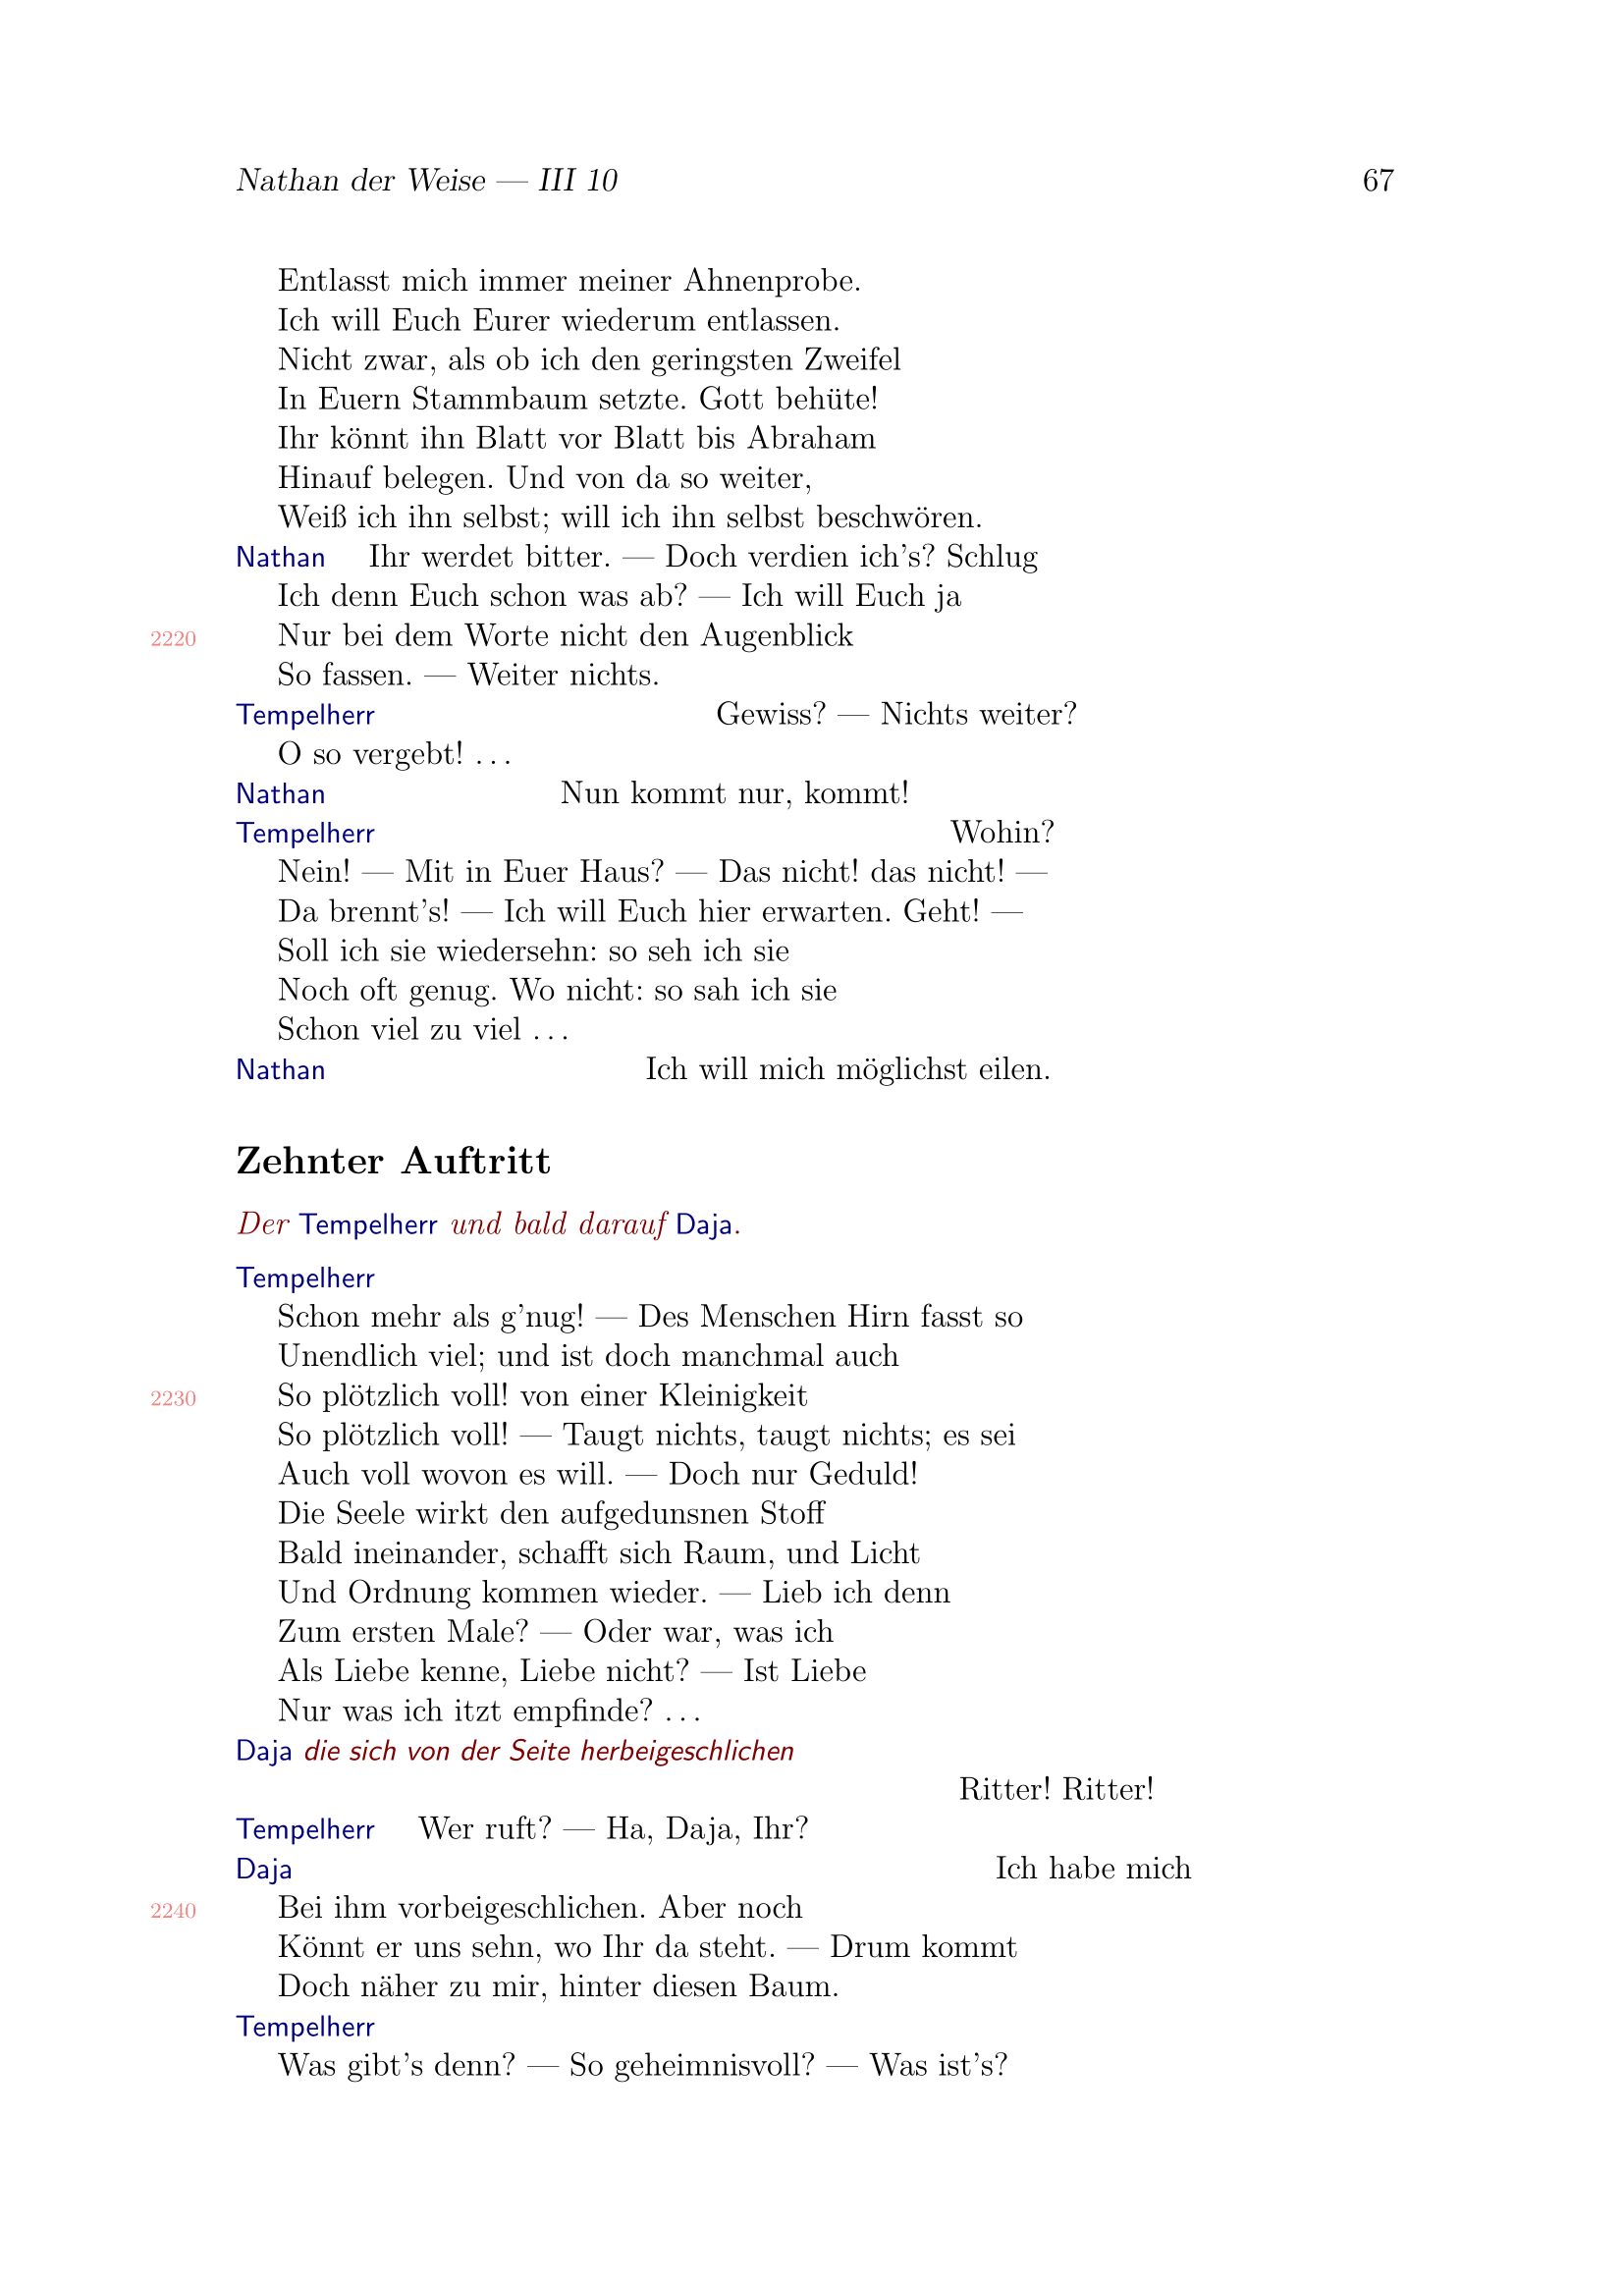 Nathan der Weise — III 10 67
Entlasst mich immer meiner Ahnenprobe.
Ich will Euch Eurer wiederum entlassen.
Nicht zwar, als ob ich den geringsten Zweifel
In Euern Stammbaum setzte. Gott behüte!
Ihr könnt ihn Blatt vor Blatt bis Abraham
Hinauf belegen. Und von da so weiter,
Weiß ich ihn selbst; will ich ihn selbst beschwören.
Nathan Ihr werdet bitter. — Doch verdien ich's? Schlug
Ich denn Euch schon was ab? — Ich will Euch ja
2220 Nur bei dem Worte nicht den Augenblick
So fassen. — Weiter nichts.
Tempelherr Gewiss? — Nichts weiter?
O so vergebt! ...
Nathan Nun kommt nur, kommt!
Tempelherr Wohin?
Nein! — Mit in Euer Haus? — Das nicht! das nicht! —
Da brennt's! — Ich will Euch hier erwarten. Geht! —
Soll ich sie wiedersehn: so seh ich sie
Noch oft genug. Wo nicht: so sah ich sie
Schon viel zu viel ...
Nathan Ich will mich möglichst eilen.
Zehnter Auftritt
Der Tempelherr und bald darauf Daja.
Tempelherr
Schon mehr als g'nug! — Des Menschen Hirn fasst so
Unendlich viel; und ist doch manchmal auch
2230 So plötzlich voll! von einer Kleinigkeit
So plötzlich voll! — Taugt nichts, taugt nichts; es sei
Auch voll wovon es will. — Doch nur Geduld!
Die Seele wirkt den aufgedunsnen Stoff
Bald ineinander, schafft sich Raum, und Licht
Und Ordnung kommen wieder. — Lieb ich denn
Zum ersten Male? — Oder war, was ich
Als Liebe kenne, Liebe nicht? — Ist Liebe
Nur was ich itzt empfinde? ...
Daja die sich von der Seite herbeigeschlichen
Ritter! Ritter!
Tempelherr Wer ruft? — Ha, Daja, Ihr?
Daja Ich habe mich
2240 Bei ihm vorbeigeschlichen. Aber noch
Könnt er uns sehn, wo Ihr da steht. — Drum kommt
Doch näher zu mir, hinter diesen Baum.
Tempelherr
Was gibt's denn? — So geheimnisvoll? — Was ist's?